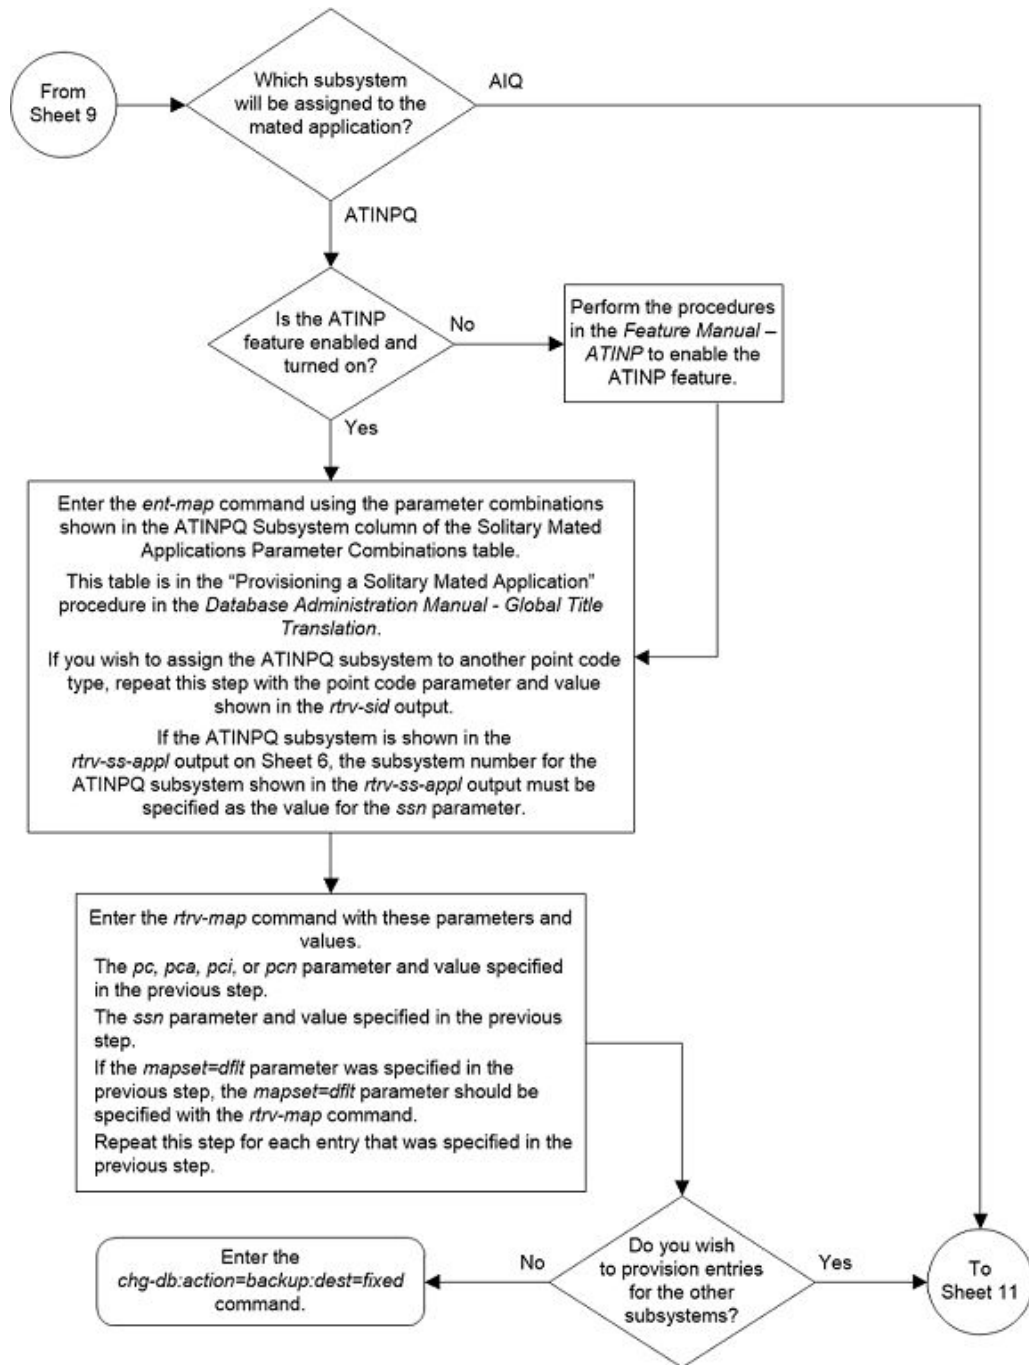 From
Sheet 9
Which subsystem
will be assigned to the
mated application?
AIQ
ATINPQ
Is the ATINP
feature enabled and
turned on?
No
Perform the procedures
in the Feature Manual –
ATINP to enable the
ATINP feature.
Yes
Enter the ent-map command using the parameter combinations
shown in the ATINPQ Subsystem column of the Solitary Mated
Applications Parameter Combinations table.
This table is in the “Provisioning a Solitary Mated Application”
procedure in the Database Administration Manual - Global Title
Translation.
If you wish to assign the ATINPQ subsystem to another point code
type, repeat this step with the point code parameter and value
shown in the rtrv-sid output.
If the ATINPQ subsystem is shown in the
rtrv-ss-appl output on Sheet 6, the subsystem number for the
ATINPQ subsystem shown in the rtrv-ss-appl output must be
specified as the value for the ssn parameter.
Enter the rtrv-map command with these parameters and
values.
The pc, pca, pci, or pcn parameter and value specified
in the previous step.
The ssn parameter and value specified in the previous
step.
If the mapset=dflt parameter was specified in the
previous step, the mapset=dflt parameter should be
specified with the rtrv-map command.
Repeat this step for each entry that was specified in the
previous step.
Do you wish
to provision entries
for the other
subsystems?
No
Yes
Enter the
chg-db:action=backup:dest=fixed
command.
To
Sheet 11